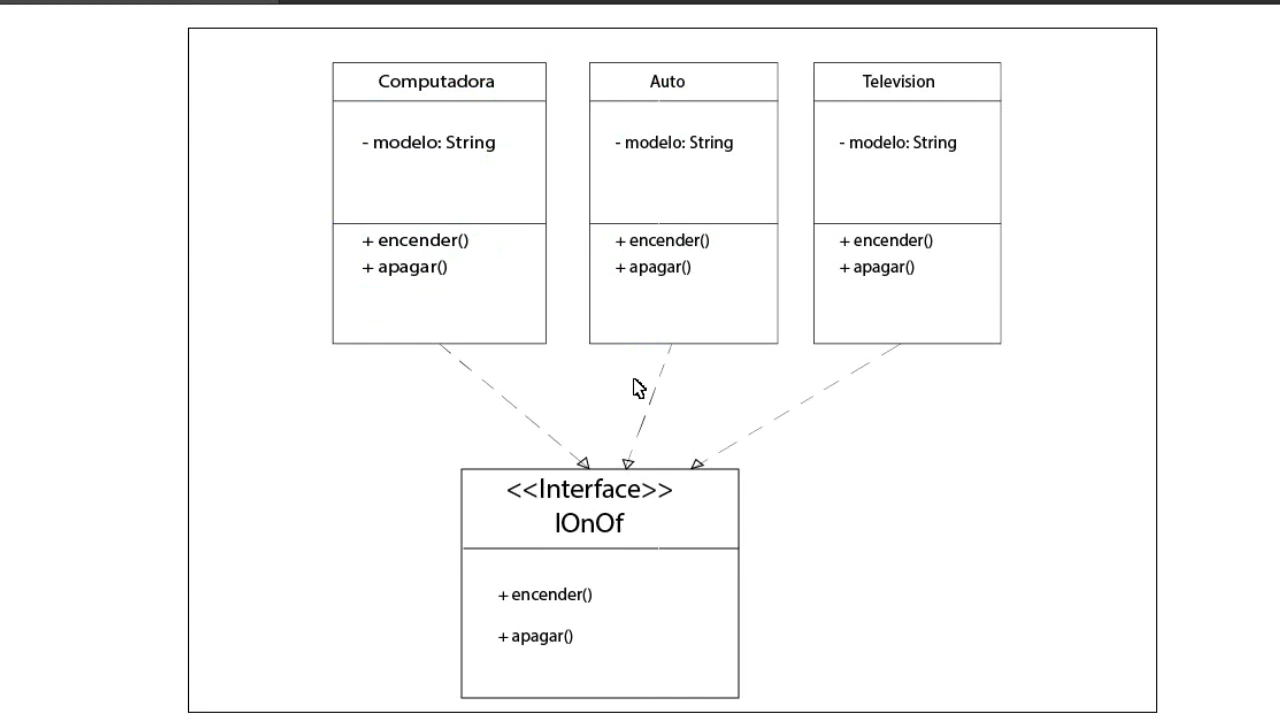 Computadora
- modelo: String
+ encender()
+ apagar()
Auto
- modelo: String
+ encender()
+ apagar()
Television
- modelo: String
+ encender()
+ apagar()
<<Interface>>
IOnOf
+ encender()
+ apagar()